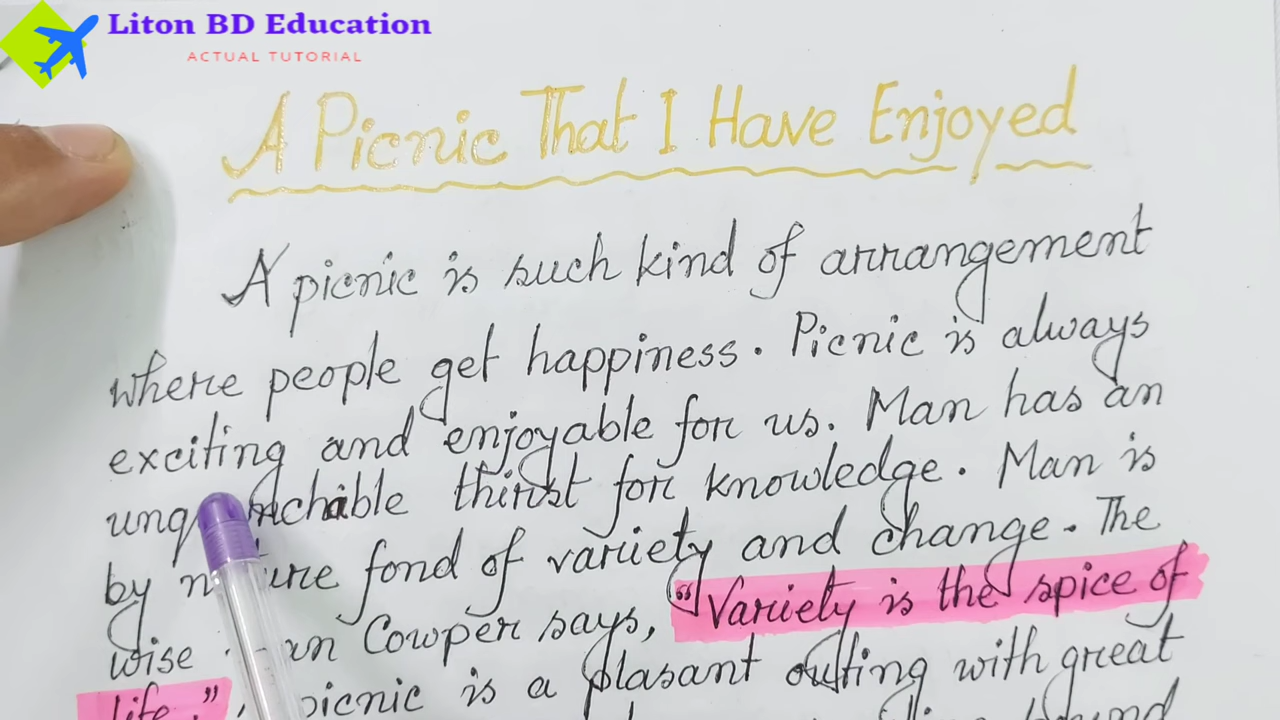 Liton BD Education
ACTUAL TUTORIAL
A Picnic That I Have Enjoyed
A picnic is such kind of arrangement
where people get happiness. Picnic is always
exciting and enjoyable for us. Man has an
thirst for knowledge. Man is
by fond of variety and change. The
wise Cowper says, "Variety is the spice of
life." picnic is a plasant outing with great